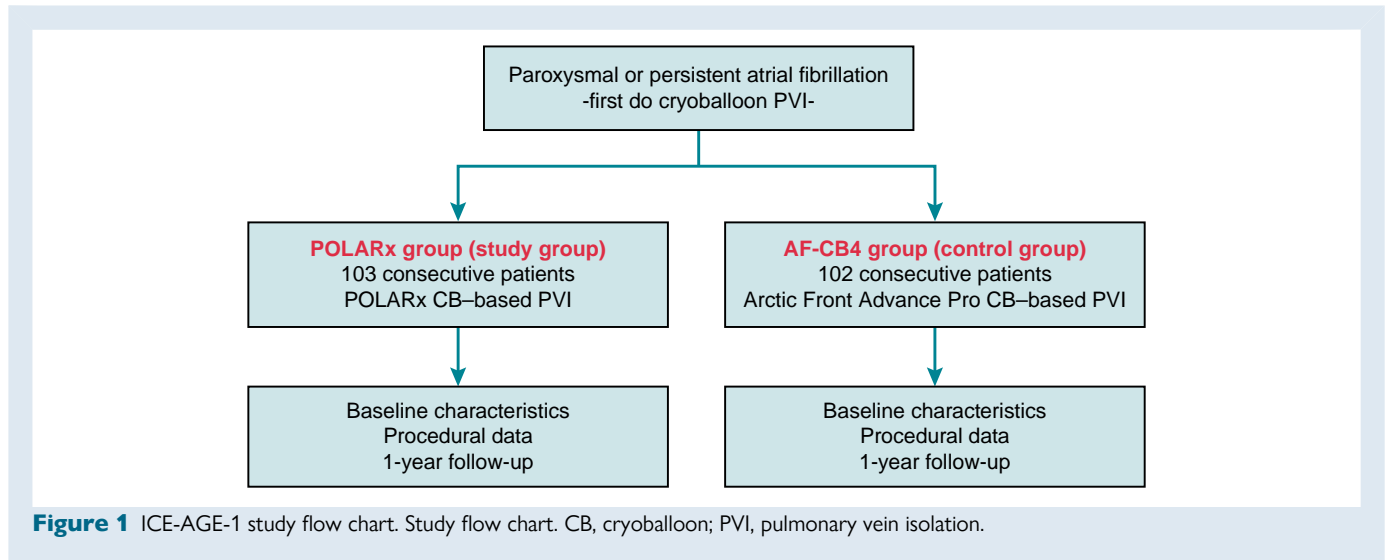 Paroxysmal or persistent atrial fibrillation
-first do cryoballoon PVI-
POLARx group (study group)
103 consecutive patients
POLARx CB–based PVI
AF-CB4 group (control group)
102 consecutive patients
Arctic Front Advance Pro CB–based PVI
Baseline characteristics
Procedural data
1-year follow-up
Baseline characteristics
Procedural data
1-year follow-up
Figure 1 ICE-AGE-1 study flow chart. Study flow chart. CB, cryoballoon; PVI, pulmonary vein isolation.